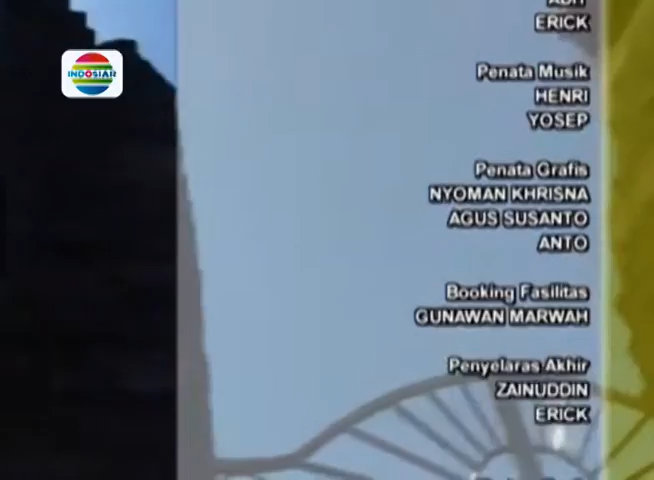 ADIT
ERICK
INDOSIAR
Penata Musik
HENRI
YOSEP
Penata Grafis
NYOMAN KHRISNA
AGUS SUSANTO
ANTO
Booking Fasilitas
GUNAWAN MARWAH
Penyelaras Akhir
ZAINUDDIN
ERICK